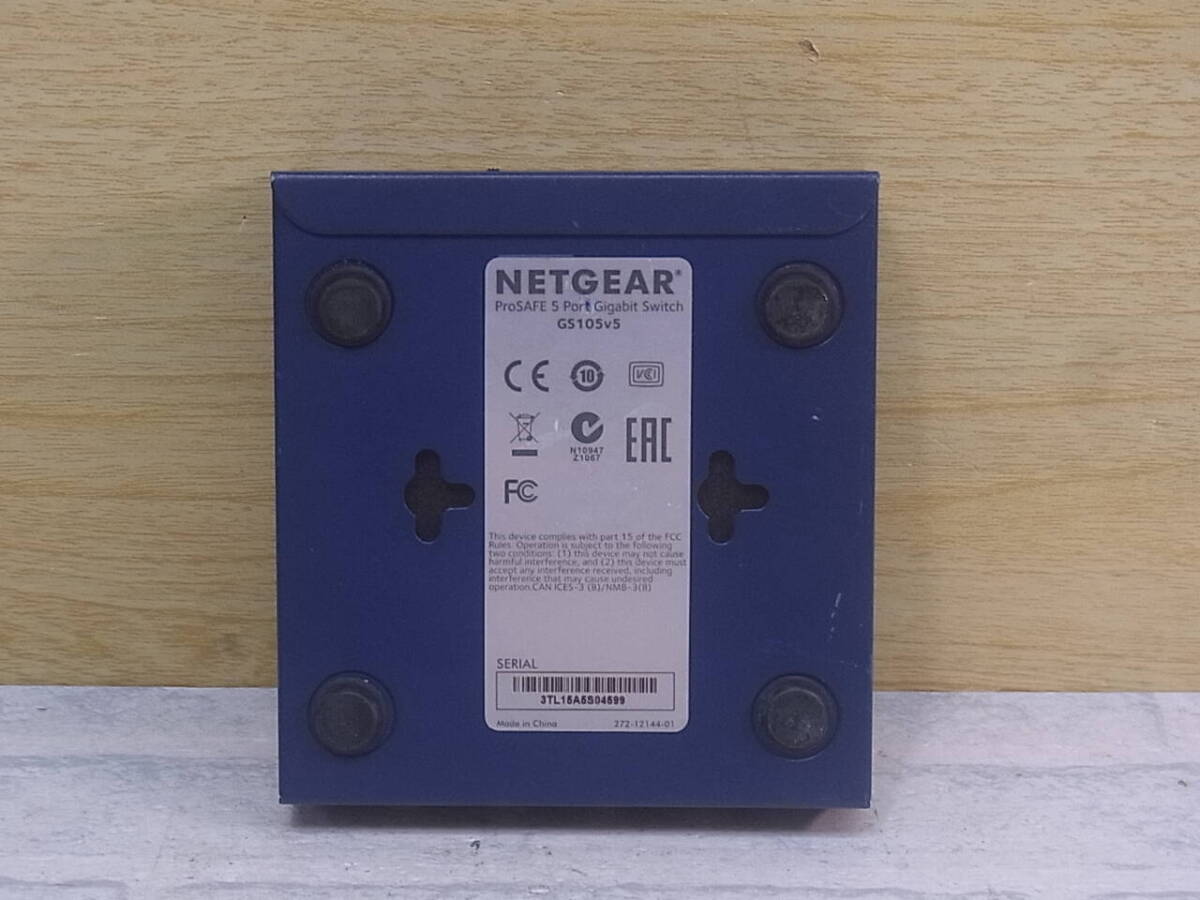 NETGEAR®
ProSAFE 5 Port Gigabit Switch
GS105v5
CE 10 VCI
N10947
Z1067
EAC
FC
This device complies with part 15 of the FCC
Rules. Operation is subject to the following
two conditions: (1) this device may not cause
harmful interference, and (2) this device must
accept any interference received, including
interference that may cause undesired
operation.CAN ICES-3 (B)/NMB-3(B)
SERIAL
3TL15A5S04599
Made in China 272-12144-01